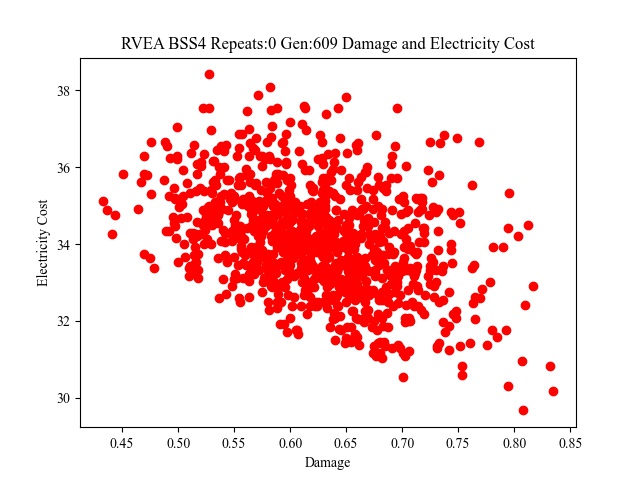 RVEA BSS4 Repeats:0 Gen:609 Damage and Electricity Cost
38
36
34
32
30
Electricity Cost
0.45 0.50 0.55 0.60 0.65 0.70 0.75 0.80 0.85
Damage